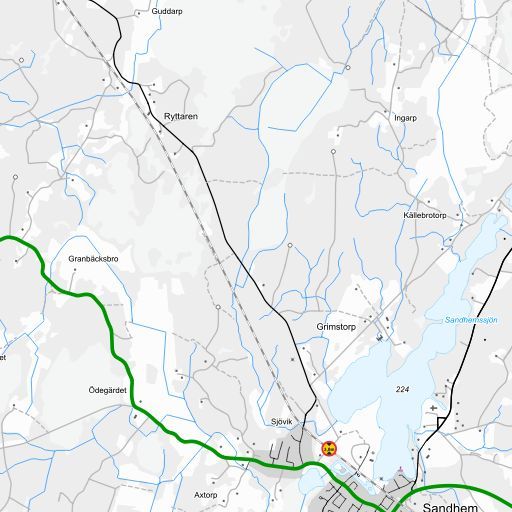 Guddarp
Ryttaren
Ingarp
Källebrotorp
Granbäcksbro
Sandhemssjön
Grimstorp
224
Ödegärdet
Sjövik
Axtorp
Sandhem